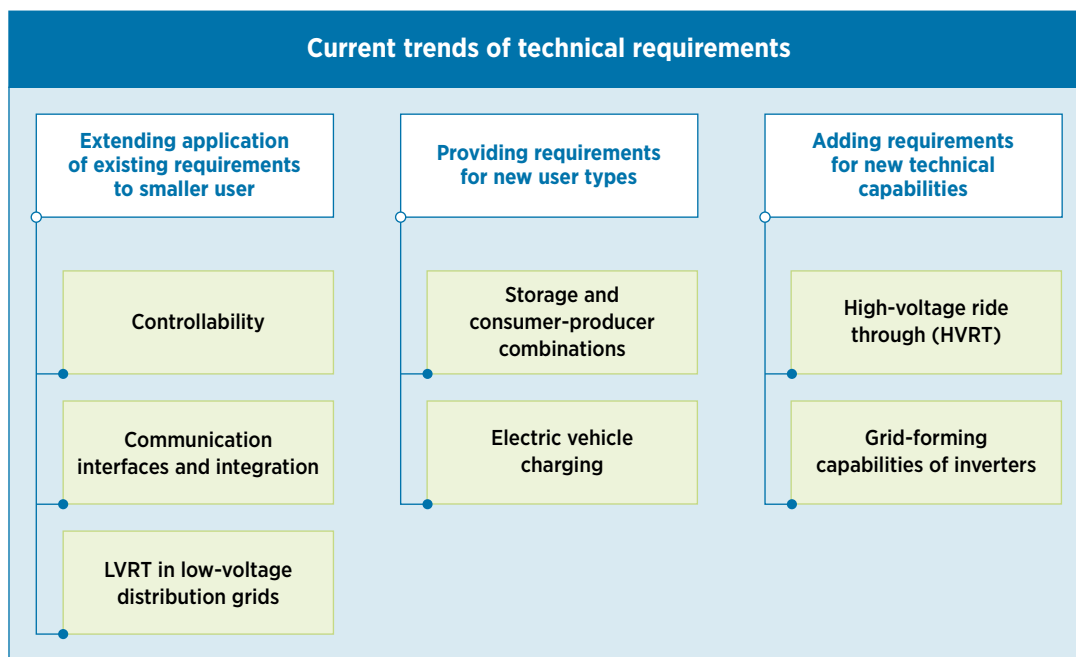 Current trends of technical requirements
Extending application
of existing requirements
to smaller user
Controllability
Communication
interfaces and integration
LVRT in low-voltage
distribution grids
Providing requirements
for new user types
Storage and
consumer-producer
combinations
Electric vehicle
charging
Adding requirements
for new technical
capabilities
High-voltage ride
through (HVRT)
Grid-forming
capabilities of inverters